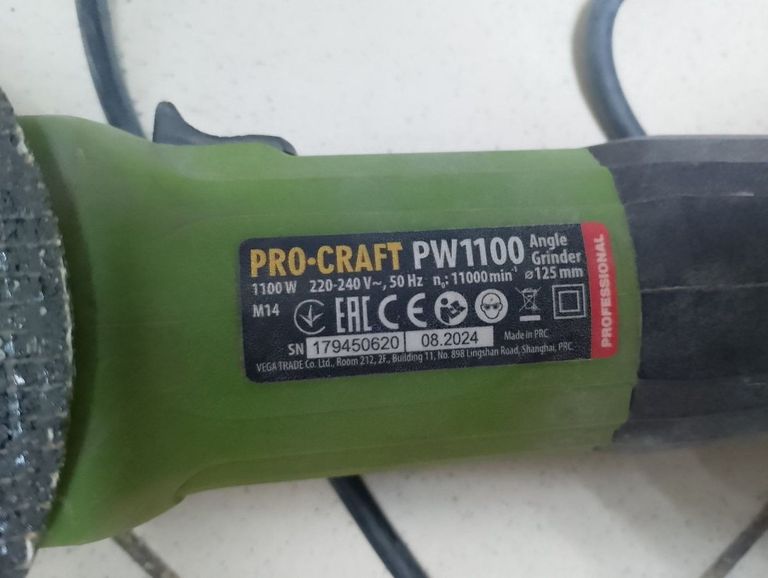 PRO•CRAFT PW1100 Angle Grinder
1100 W 220-240 V~, 50 Hz n₀: 11000 min⁻¹ ⌀125 mm
M14
EAC CE
SN 179450620 08.2024 Made in PRC
VEGA TRADE Co. Ltd., Room 212, 2F., Building 11, No. 898 Lingshan Road, Shanghai, PRC.
PROFESSIONAL